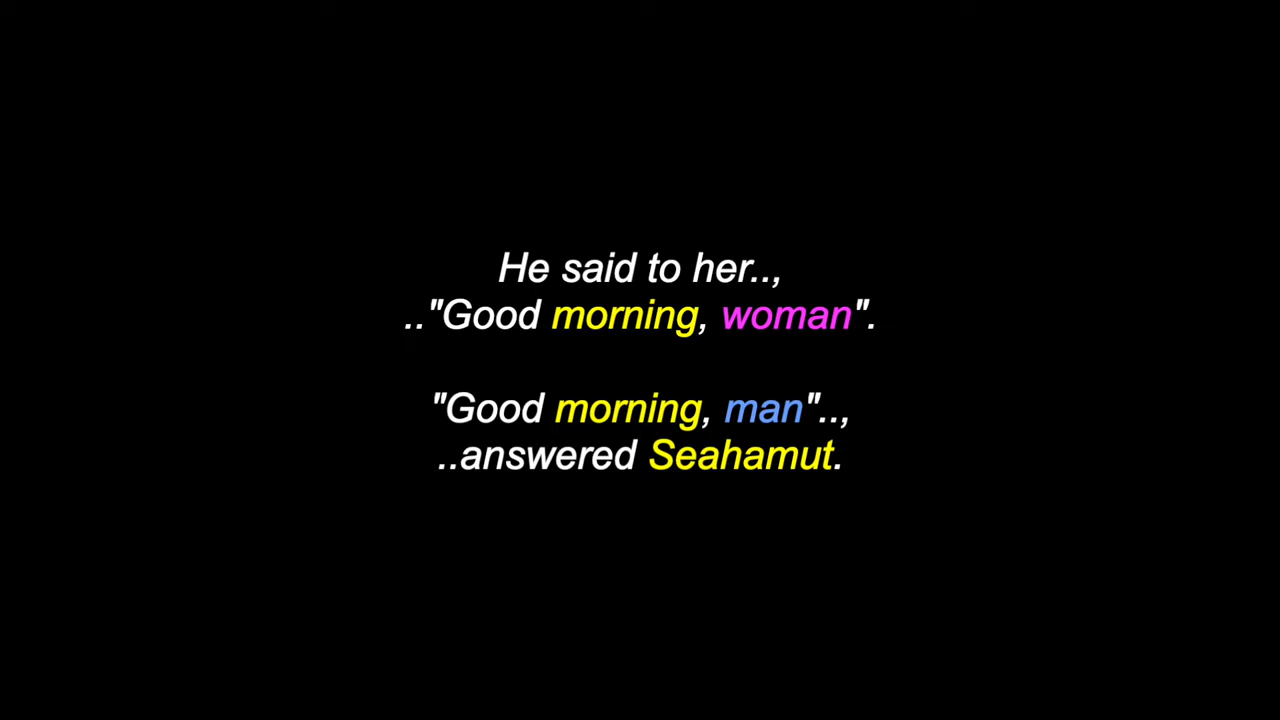 He said to her..,
.."Good morning, woman".
"Good morning, man"..,
..answered Seahamut.